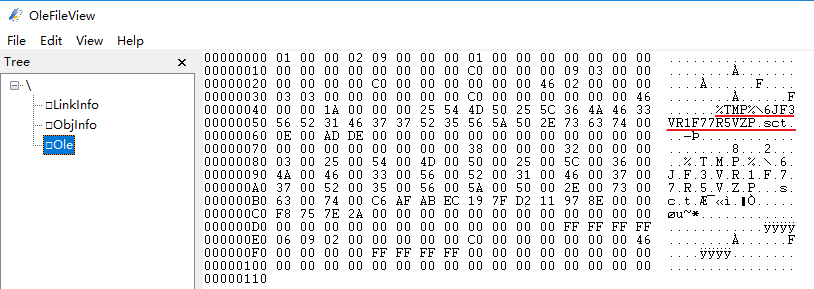 OleFileView
File Edit View Help
Tree
\
□LinkInfo
□ObjInfo
□Ole
00000000 01 00 00 02 09 00 00 00 01 00 00 00 00 00 00 00 ................
00000010 00 00 00 00 00 00 00 00 C0 00 00 00 09 03 00 00 ........À.......
00000020 00 00 00 00 C0 00 00 00 00 00 00 46 02 00 00 00 ....À......F....
00000030 03 03 00 00 00 00 00 00 C0 00 00 00 00 00 00 46 ........À......F
00000040 00 00 1A 00 00 00 25 54 4D 50 25 5C 36 4A 46 33 ......%TMP%\6JF3
00000050 56 52 31 46 37 37 52 35 56 5A 50 2E 73 63 74 00 VR1F77R5VZP.sct.
00000060 0E 00 AD DE 00 00 00 00 00 00 00 00 00 00 00 00 ..-Þ............
00000070 00 00 00 00 00 00 00 00 38 00 00 00 32 00 00 00 ........8...2...
00000080 03 00 25 00 54 00 4D 00 50 00 25 00 5C 00 36 00 ..%.T.M.P.%.\.6.
00000090 4A 00 46 00 33 00 56 00 52 00 31 00 46 00 37 00 J.F.3.V.R.1.F.7.
000000A0 37 00 52 00 35 00 56 00 5A 00 50 00 2E 00 73 00 7.R.5.V.Z.P...s.
000000B0 63 00 74 00 C6 AF AB EC 19 7F D2 11 97 8E 00 00 c.t.Æ¯«ì.▮Ò.....
000000C0 F8 75 7E 2A 00 00 00 00 00 00 00 00 00 00 00 00 øu~*............
000000D0 00 00 00 00 00 00 00 00 00 00 00 00 FF FF FF FF ............ÿÿÿÿ
000000E0 06 09 02 00 00 00 00 00 C0 00 00 00 00 00 00 46 ........À......F
000000F0 00 00 00 00 FF FF FF FF 00 00 00 00 00 00 00 00 ....ÿÿÿÿ........
00000100 00 00 00 00 00 00 00 00 00 00 00 00 00 00 00 00 ................
00000110